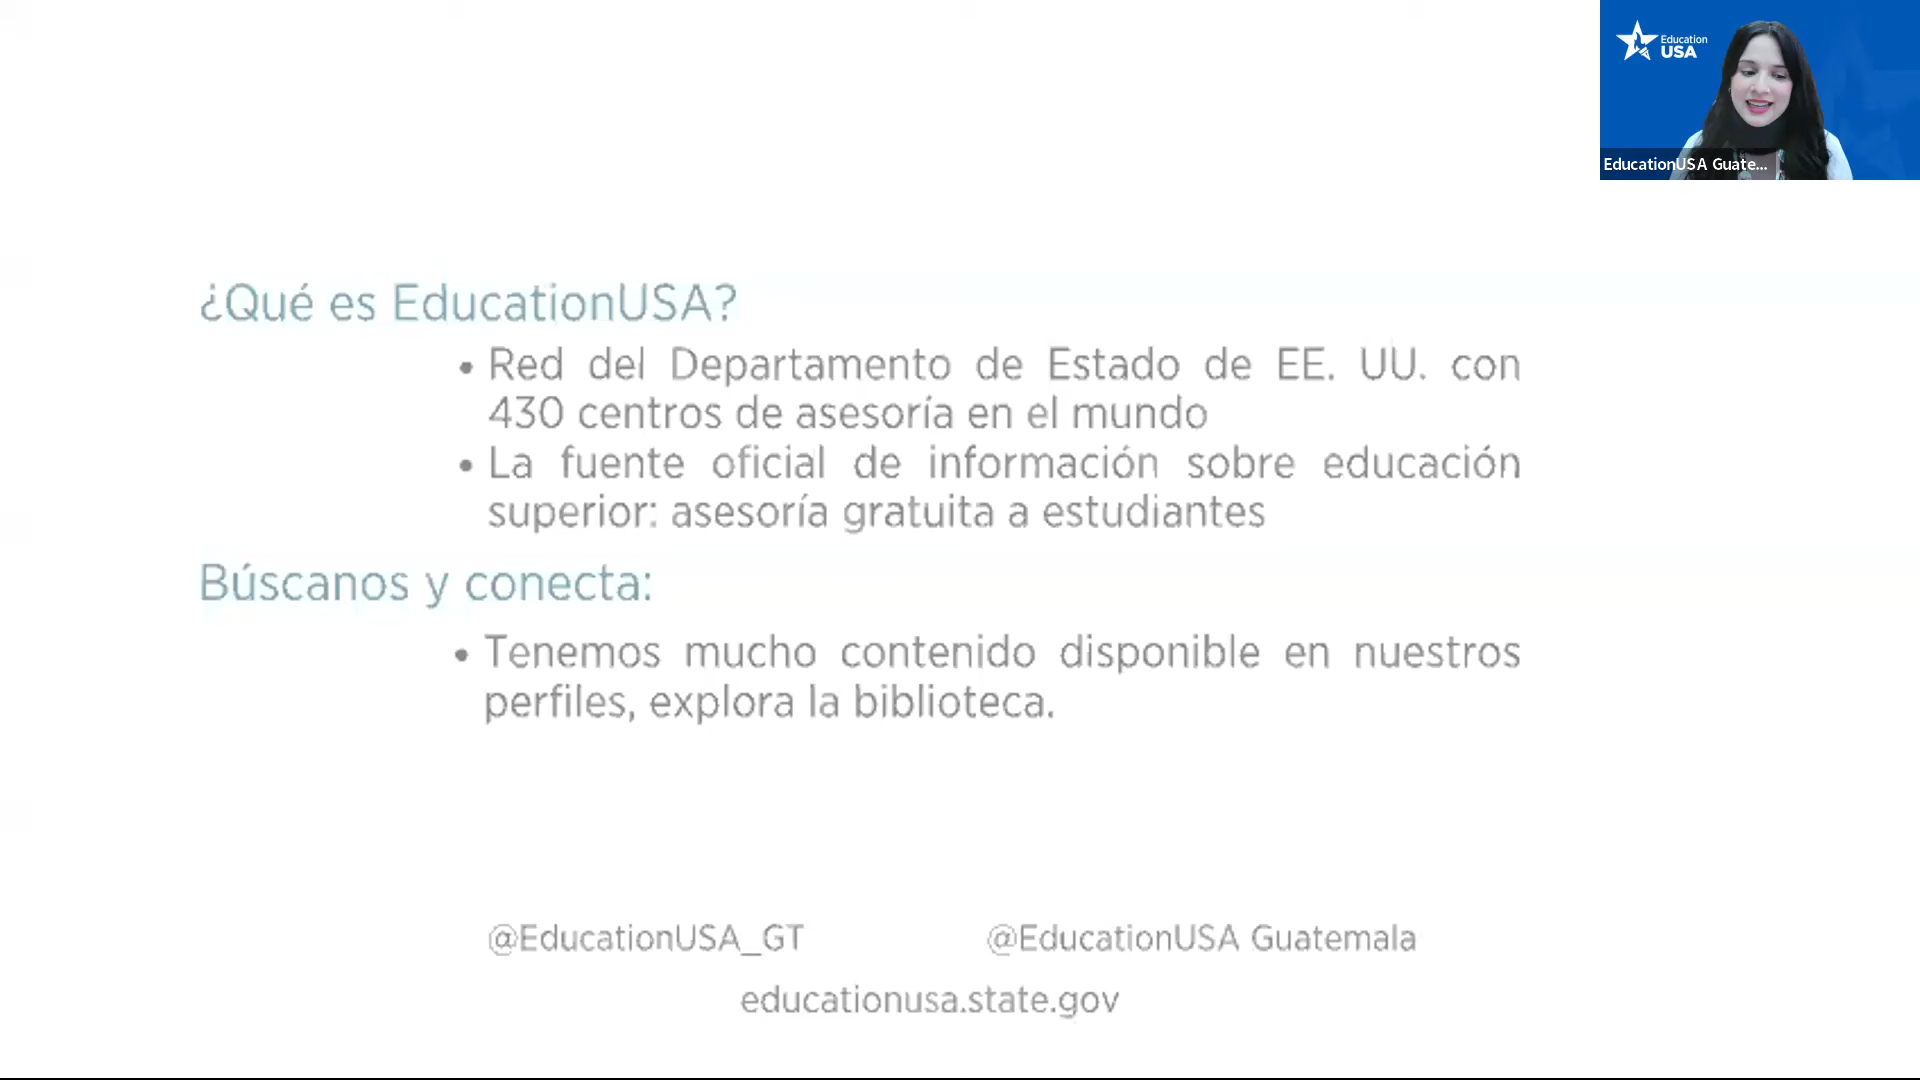 Education
USA
EducationUSA Guate...
¿Qué es EducationUSA?
• Red del Departamento de Estado de EE. UU. con
430 centros de asesoría en el mundo
• La fuente oficial de información sobre educación
superior: asesoría gratuita a estudiantes
Búscanos y conecta:
• Tenemos mucho contenido disponible en nuestros
perfiles, explora la biblioteca.
@EducationUSA_GT
@EducationUSA Guatemala
educationusa.state.gov